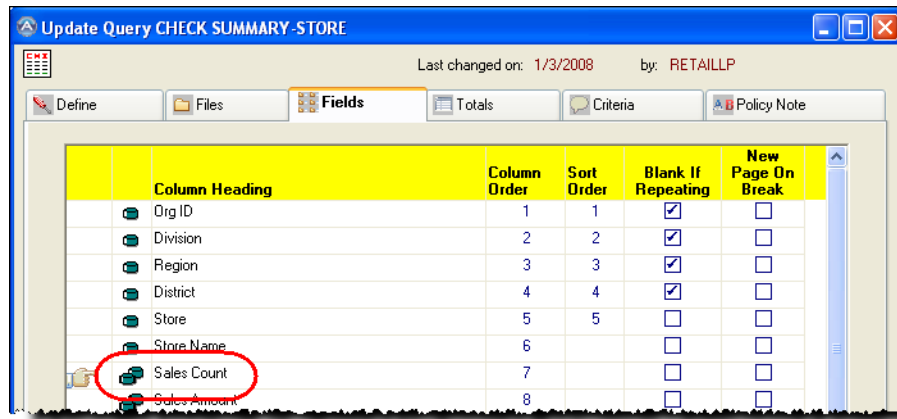 Update Query CHECK SUMMARY-STORE
Last changed on: 1/3/2008 by: RETAILLP
Define Files Fields Totals Criteria Policy Note
Column Heading Column Order Sort Order Blank If Repeating New Page On Break
Org ID 1 1
Division 2 2
Region 3 3
District 4 4
Store 5 5
Store Name 6
Sales Count 7
Sales Amount 8